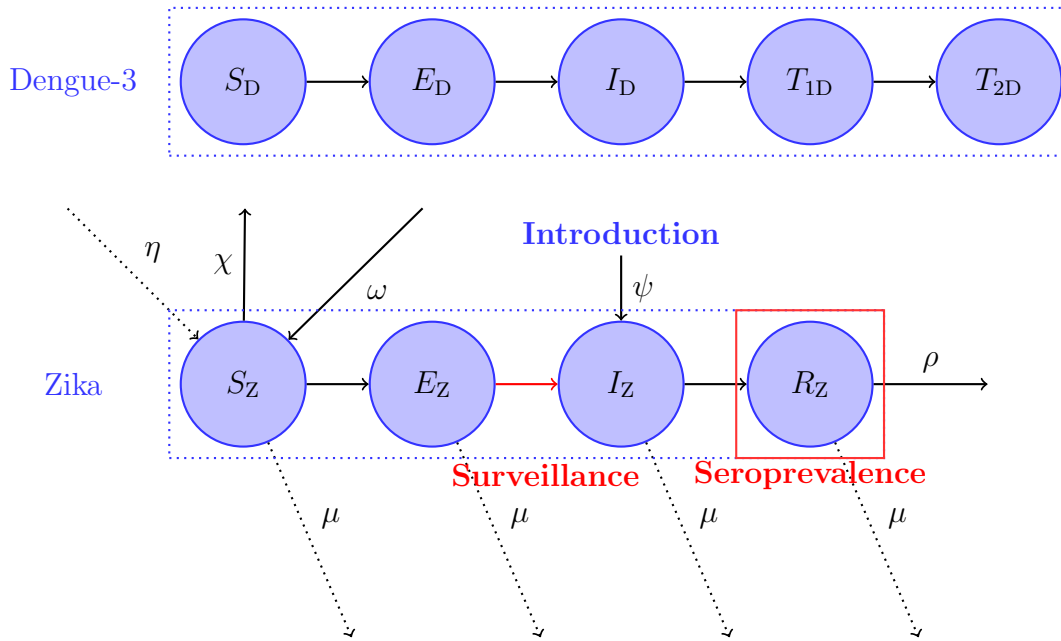 Dengue-3
S_D
E_D
I_D
T_1D
T_2D
Introduction
η
χ
ω
ψ
Zika
S_Z
E_Z
I_Z
R_Z
ρ
Surveillance
Seroprevalence
μ
μ
μ
μ